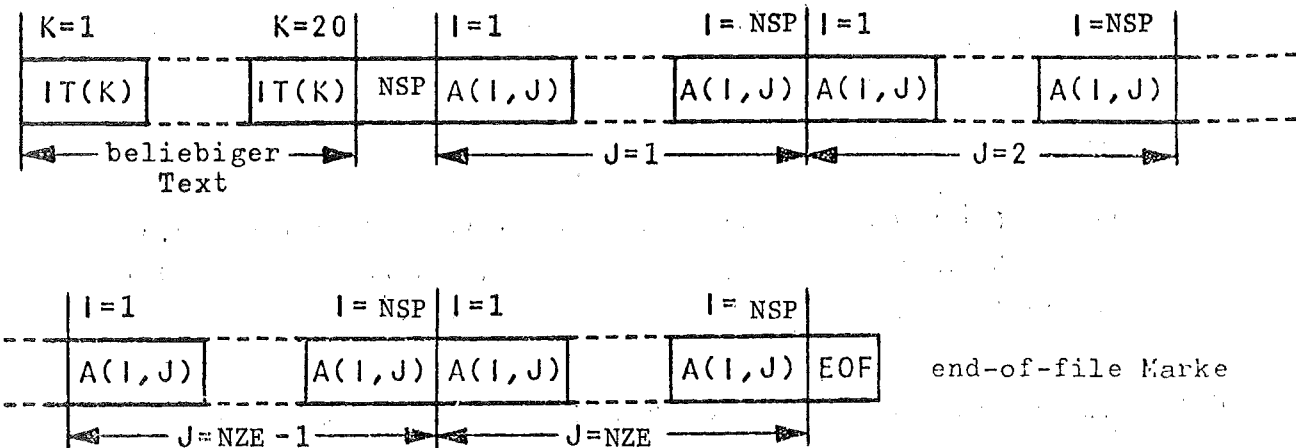 K=1 K=20 I=1 I= NSP I=1 I=NSP
IT(K) IT(K) NSP A(I,J) A(I,J) A(I,J) A(I,J)
beliebiger J=1 J=2
Text
I=1 I= NSP I=1 I= NSP
A(I,J) A(I,J) A(I,J) A(I,J) EOF end-of-file Marke
J=NZE -1 J=NZE